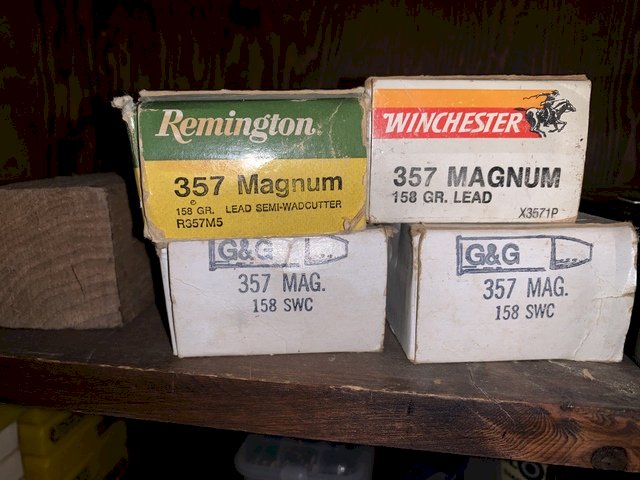 Remington
357 Magnum
158 GR. LEAD SEMI-WADCUTTER
R357M5
WINCHESTER
357 MAGNUM
158 GR. LEAD
X3571P
G&G
357 MAG.
158 SWC
G&G
357 MAG.
158 SWC